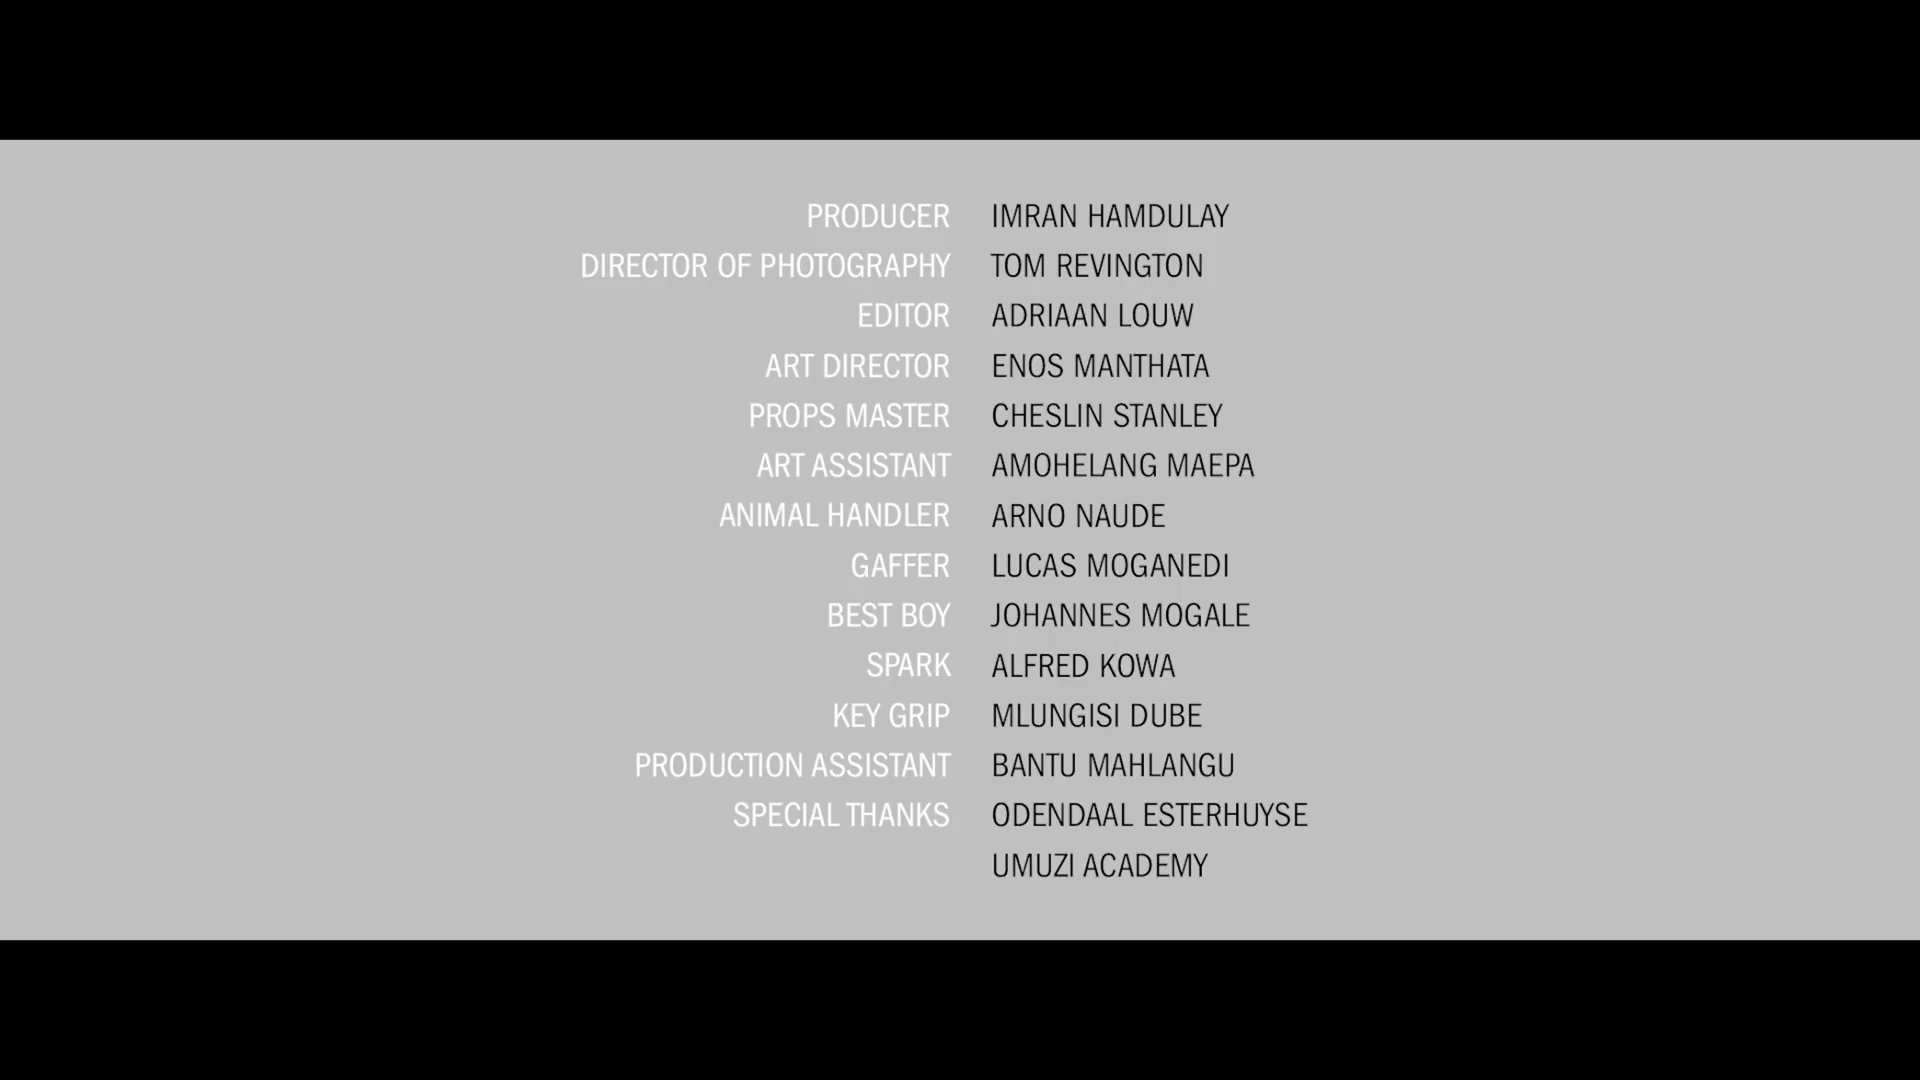 PRODUCER IMRAN HAMDULAY
DIRECTOR OF PHOTOGRAPHY TOM REVINGTON
EDITOR ADRIAAN LOUW
ART DIRECTOR ENOS MANTHATA
PROPS MASTER CHESLIN STANLEY
ART ASSISTANT AMOHELANG MAEPA
ANIMAL HANDLER ARNO NAUDE
GAFFER LUCAS MOGANEDI
BEST BOY JOHANNES MOGALE
SPARK ALFRED KOWA
KEY GRIP MLUNGISI DUBE
PRODUCTION ASSISTANT BANTU MAHLANGU
SPECIAL THANKS ODENDAAL ESTERHUYSE
UMUZI ACADEMY